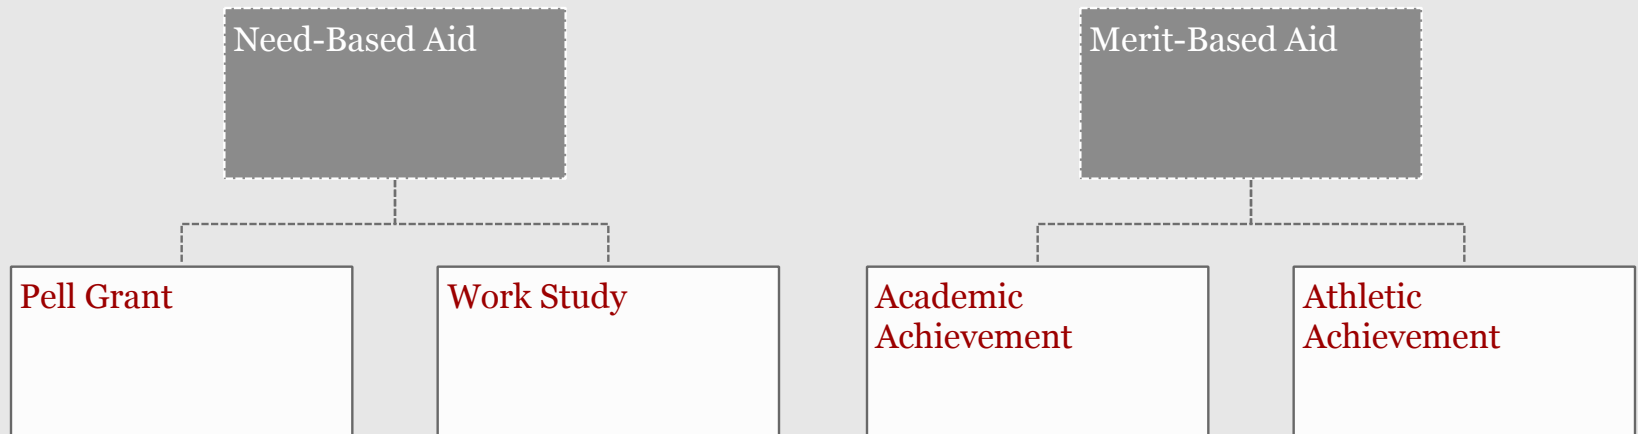 Need-Based Aid
Merit-Based Aid
Pell Grant
Work Study
Academic
Achievement
Athletic
Achievement